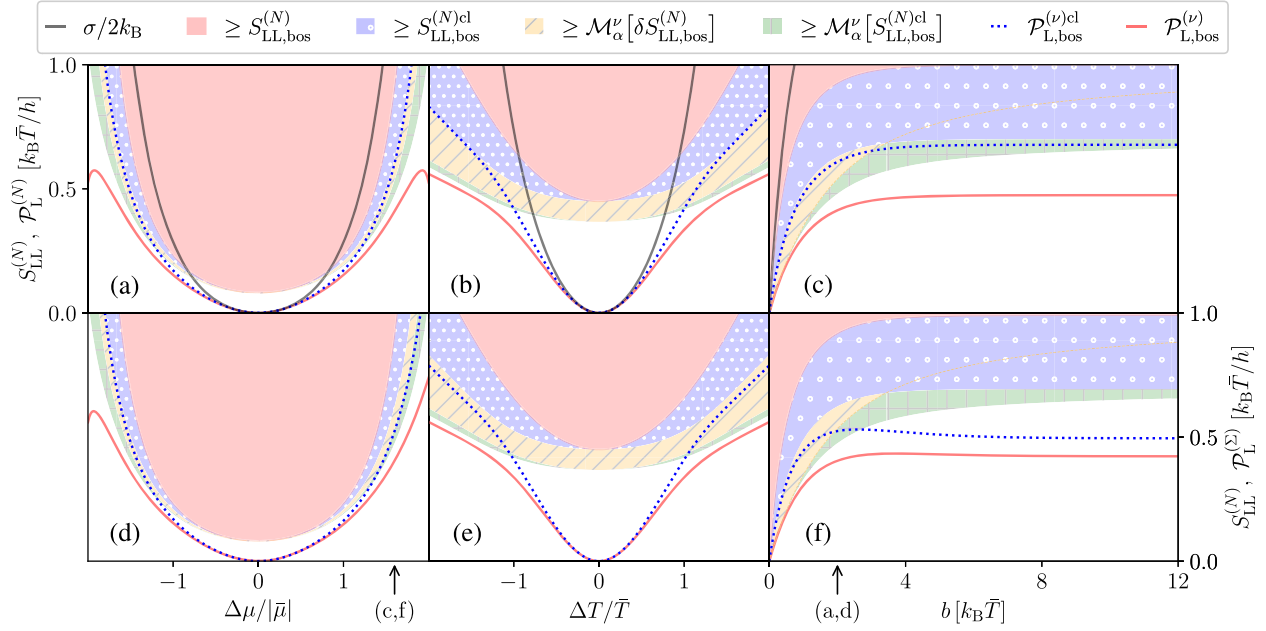 σ/2k_B ≥ S_{LL,bos}^{(N)} ≥ S_{LL,bos}^{(N)cl} ≥ M_α^ν[δS_{LL,bos}^{(N)}] ≥ M_α^ν[S_{LL,bos}^{(N)cl}] P_{L,bos}^{(ν)cl} P_{L,bos}^{(ν)}
S_{LL}^{(N)}, P_L^{(N)} [k_B T̄/h]
1.0
0.5
0.0
(a) (b) (c)
1.0
0.5
0.0
S_{LL}^{(N)}, P_L^{(Σ)} [k_B T̄/h]
(d) (e) (f)
−1 0 1 −1 0 1 0 4 8 12
Δμ/|μ̄| (c,f) ΔT/T̄ (a,d) b [k_B T̄]